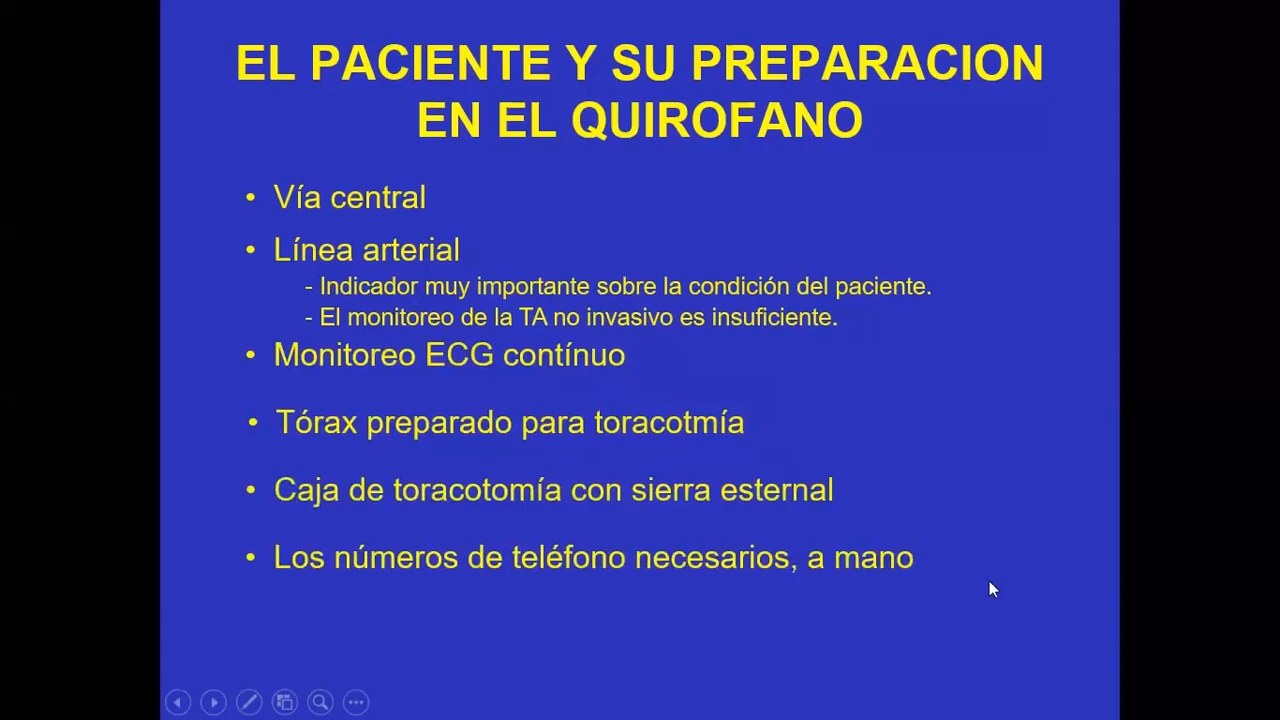 EL PACIENTE Y SU PREPARACION
EN EL QUIROFANO
• Vía central
• Línea arterial
- Indicador muy importante sobre la condición del paciente.
- El monitoreo de la TA no invasivo es insuficiente.
• Monitoreo ECG contínuo
• Tórax preparado para toracotmía
• Caja de toracotomía con sierra esternal
• Los números de teléfono necesarios, a mano